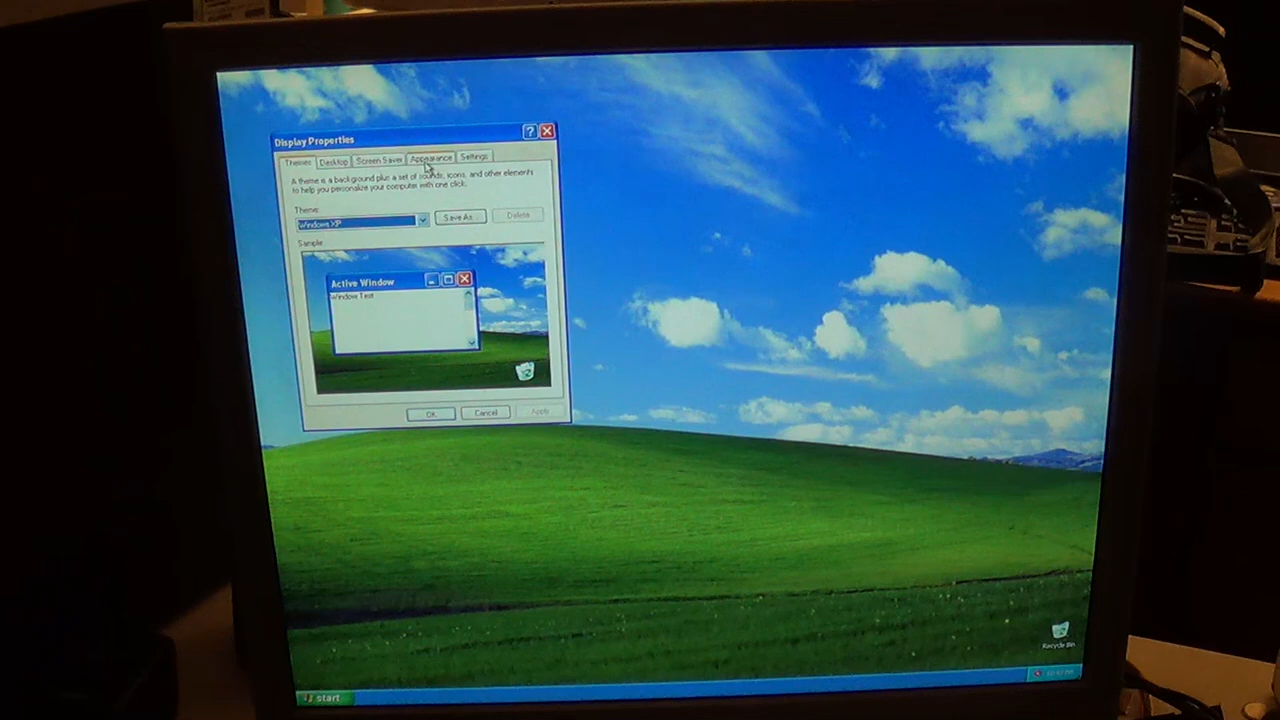 Display Properties
Themes Desktop Screen Saver Appearance Settings
A theme is a background plus a set of sounds, icons, and other elements
to help you personalize your computer with one click.
Theme:
Windows XP
Save As...
Delete
Sample:
Active Window
Window Text
OK
Cancel
Apply
Recycle Bin
start